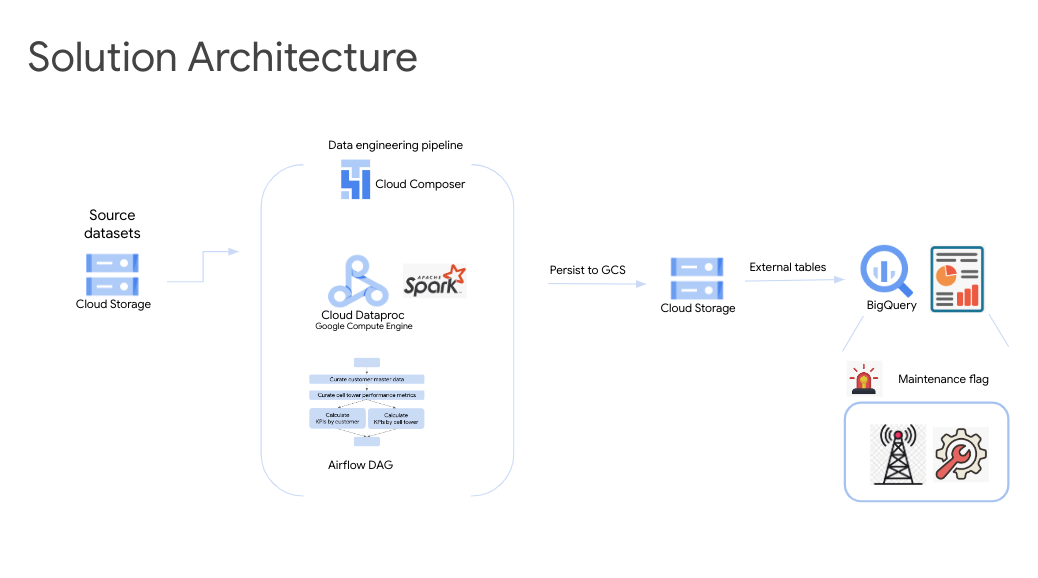 Solution Architecture
Data engineering pipeline
Cloud Composer
Source
datasets
Cloud Storage
APACHE
Spark
Cloud Dataproc
Google Compute Engine
Curate customer master data
Curate cell tower performance metrics
Calculate
KPIs by customer
Calculate
KPIs by cell tower
Airflow DAG
Persist to GCS
Cloud Storage
External tables
BigQuery
Maintenance flag